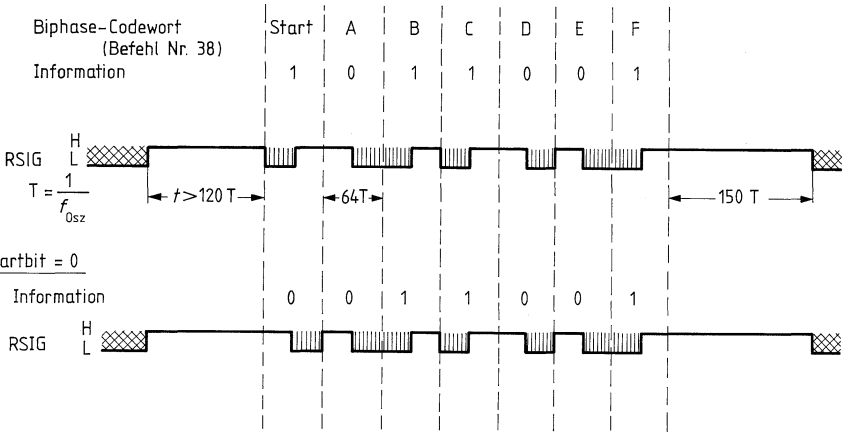 Biphase-Codewort Start A B C D E F
(Befehl Nr. 38)
Information 1 0 1 1 0 0 1
H
RSIG L
T = 1/f_Osz
t>120 T 64T 150 T
artbit = 0
Information 0 0 1 1 0 0 1
H
RSIG L